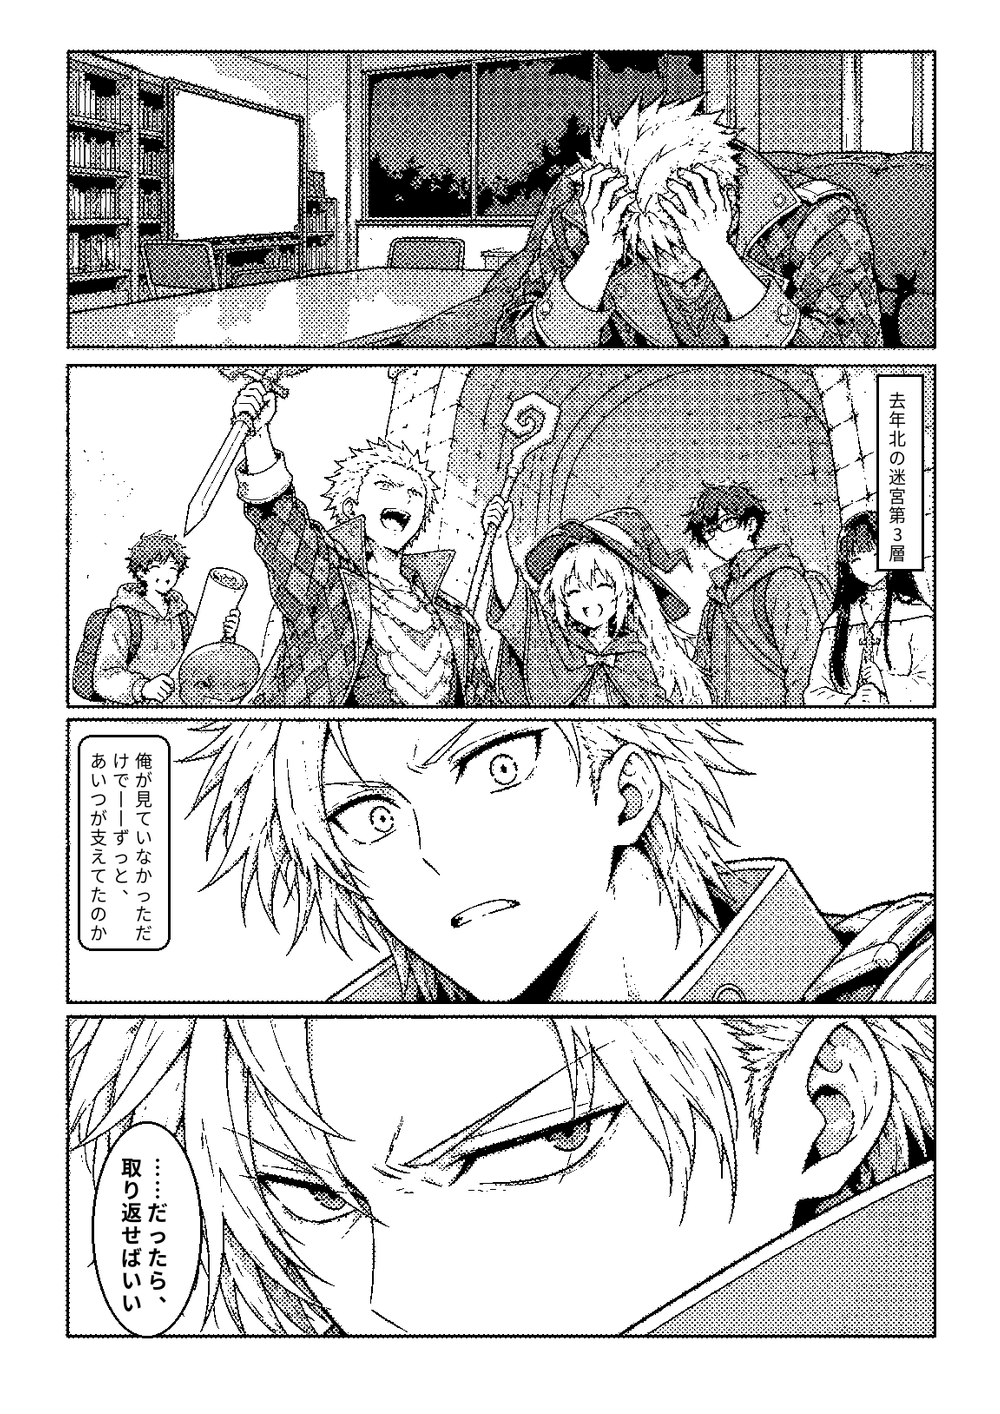 去年北の迷宮第3層
俺が見ていなかっただ
けで――ずっと、
あいつが支えてたのか
……だったら、
取り返せばいい